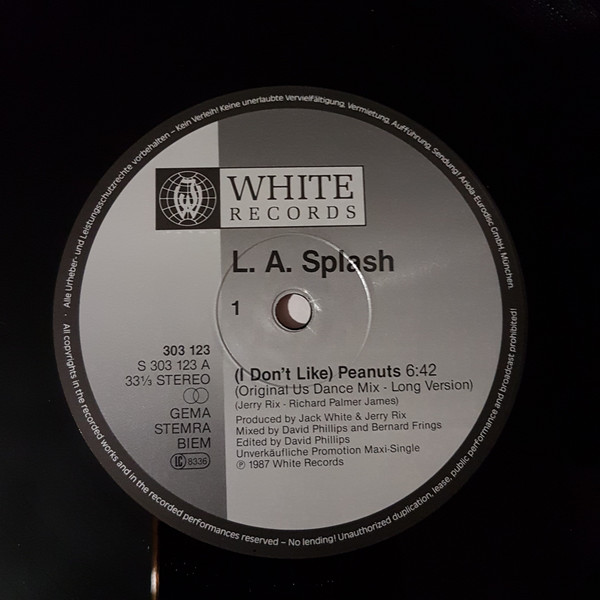 · Alle Urheber- und Leistungsschutzrechte vorbehalten – Kein Verleih! Keine unerlaubte Vervielfältigung, Vermietung, Aufführung, Sendung! Ariola-Eurodisc GmbH, München.
WHITE
RECORDS
L. A. Splash
1
303 123
S 303 123 A
33⅓ STEREO
GEMA
STEMRA
BIEM
LC 8336
(I Don't Like) Peanuts 6:42
(Original Us Dance Mix - Long Version)
(Jerry Rix - Richard Palmer James)
Produced by Jack White & Jerry Rix
Mixed by David Phillips and Bernard Frings
Edited by David Phillips
Unverkäufliche Promotion Maxi-Single
℗ 1987 White Records
All copyrights in the recorded works and in the recorded performances reserved – No lending! Unauthorized duplication, lease, public performance and broadcast prohibited!